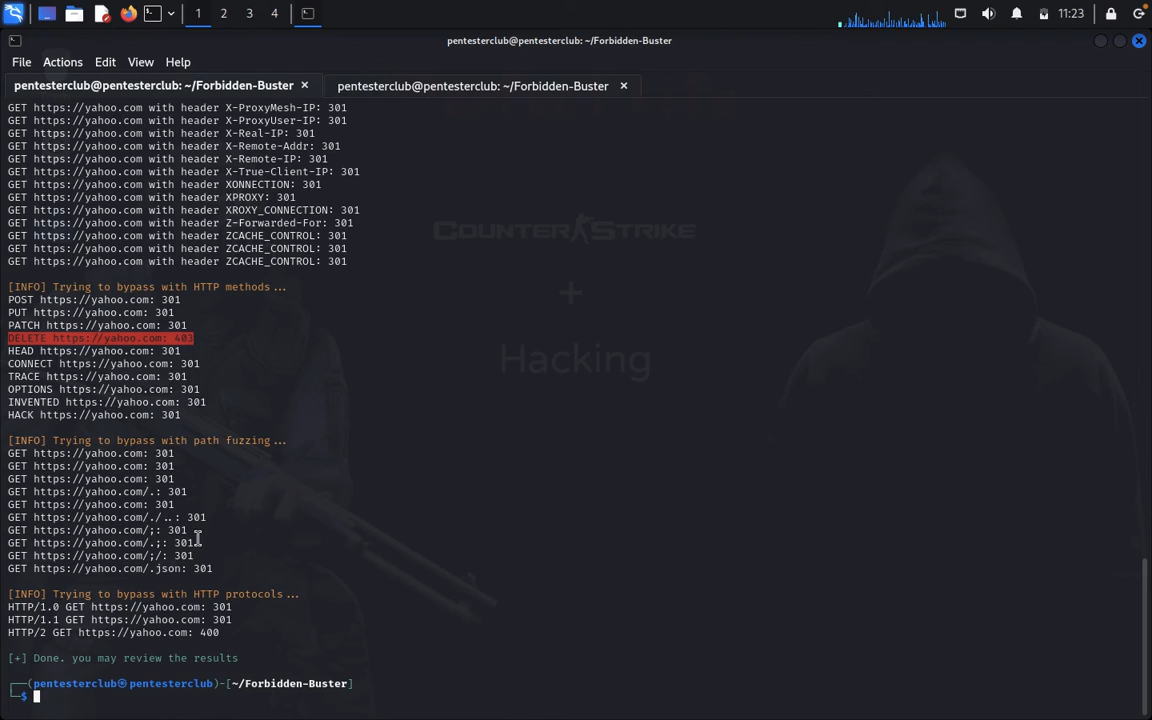 1 2 3 4 11:23
pentesterclub@pentesterclub: ~/Forbidden-Buster
File Actions Edit View Help
pentesterclub@pentesterclub: ~/Forbidden-Buster × pentesterclub@pentesterclub: ~/Forbidden-Buster ×
GET https://yahoo.com with header X-ProxyMesh-IP: 301
GET https://yahoo.com with header X-ProxyUser-IP: 301
GET https://yahoo.com with header X-Real-IP: 301
GET https://yahoo.com with header X-Remote-Addr: 301
GET https://yahoo.com with header X-Remote-IP: 301
GET https://yahoo.com with header X-True-Client-IP: 301
GET https://yahoo.com with header XONNECTION: 301
GET https://yahoo.com with header XPROXY: 301
GET https://yahoo.com with header XROXY_CONNECTION: 301
GET https://yahoo.com with header Z-Forwarded-For: 301
GET https://yahoo.com with header ZCACHE_CONTROL: 301
GET https://yahoo.com with header ZCACHE_CONTROL: 301
GET https://yahoo.com with header ZCACHE_CONTROL: 301
[INFO] Trying to bypass with HTTP methods...
POST https://yahoo.com: 301
PUT https://yahoo.com: 301
PATCH https://yahoo.com: 301
DELETE https://yahoo.com: 403
HEAD https://yahoo.com: 301
CONNECT https://yahoo.com: 301
TRACE https://yahoo.com: 301
OPTIONS https://yahoo.com: 301
INVENTED https://yahoo.com: 301
HACK https://yahoo.com: 301
[INFO] Trying to bypass with path fuzzing...
GET https://yahoo.com: 301
GET https://yahoo.com: 301
GET https://yahoo.com: 301
GET https://yahoo.com/.: 301
GET https://yahoo.com: 301
GET https://yahoo.com/./..: 301
GET https://yahoo.com/;: 301
GET https://yahoo.com/.;: 301
GET https://yahoo.com/;/: 301
GET https://yahoo.com/.json: 301
[INFO] Trying to bypass with HTTP protocols...
HTTP/1.0 GET https://yahoo.com: 301
HTTP/1.1 GET https://yahoo.com: 301
HTTP/2 GET https://yahoo.com: 400
[+] Done. you may review the results
┌──(pentesterclub㉿pentesterclub)-[~/Forbidden-Buster]
└─$
COUNTER STRIKE
+
Hacking